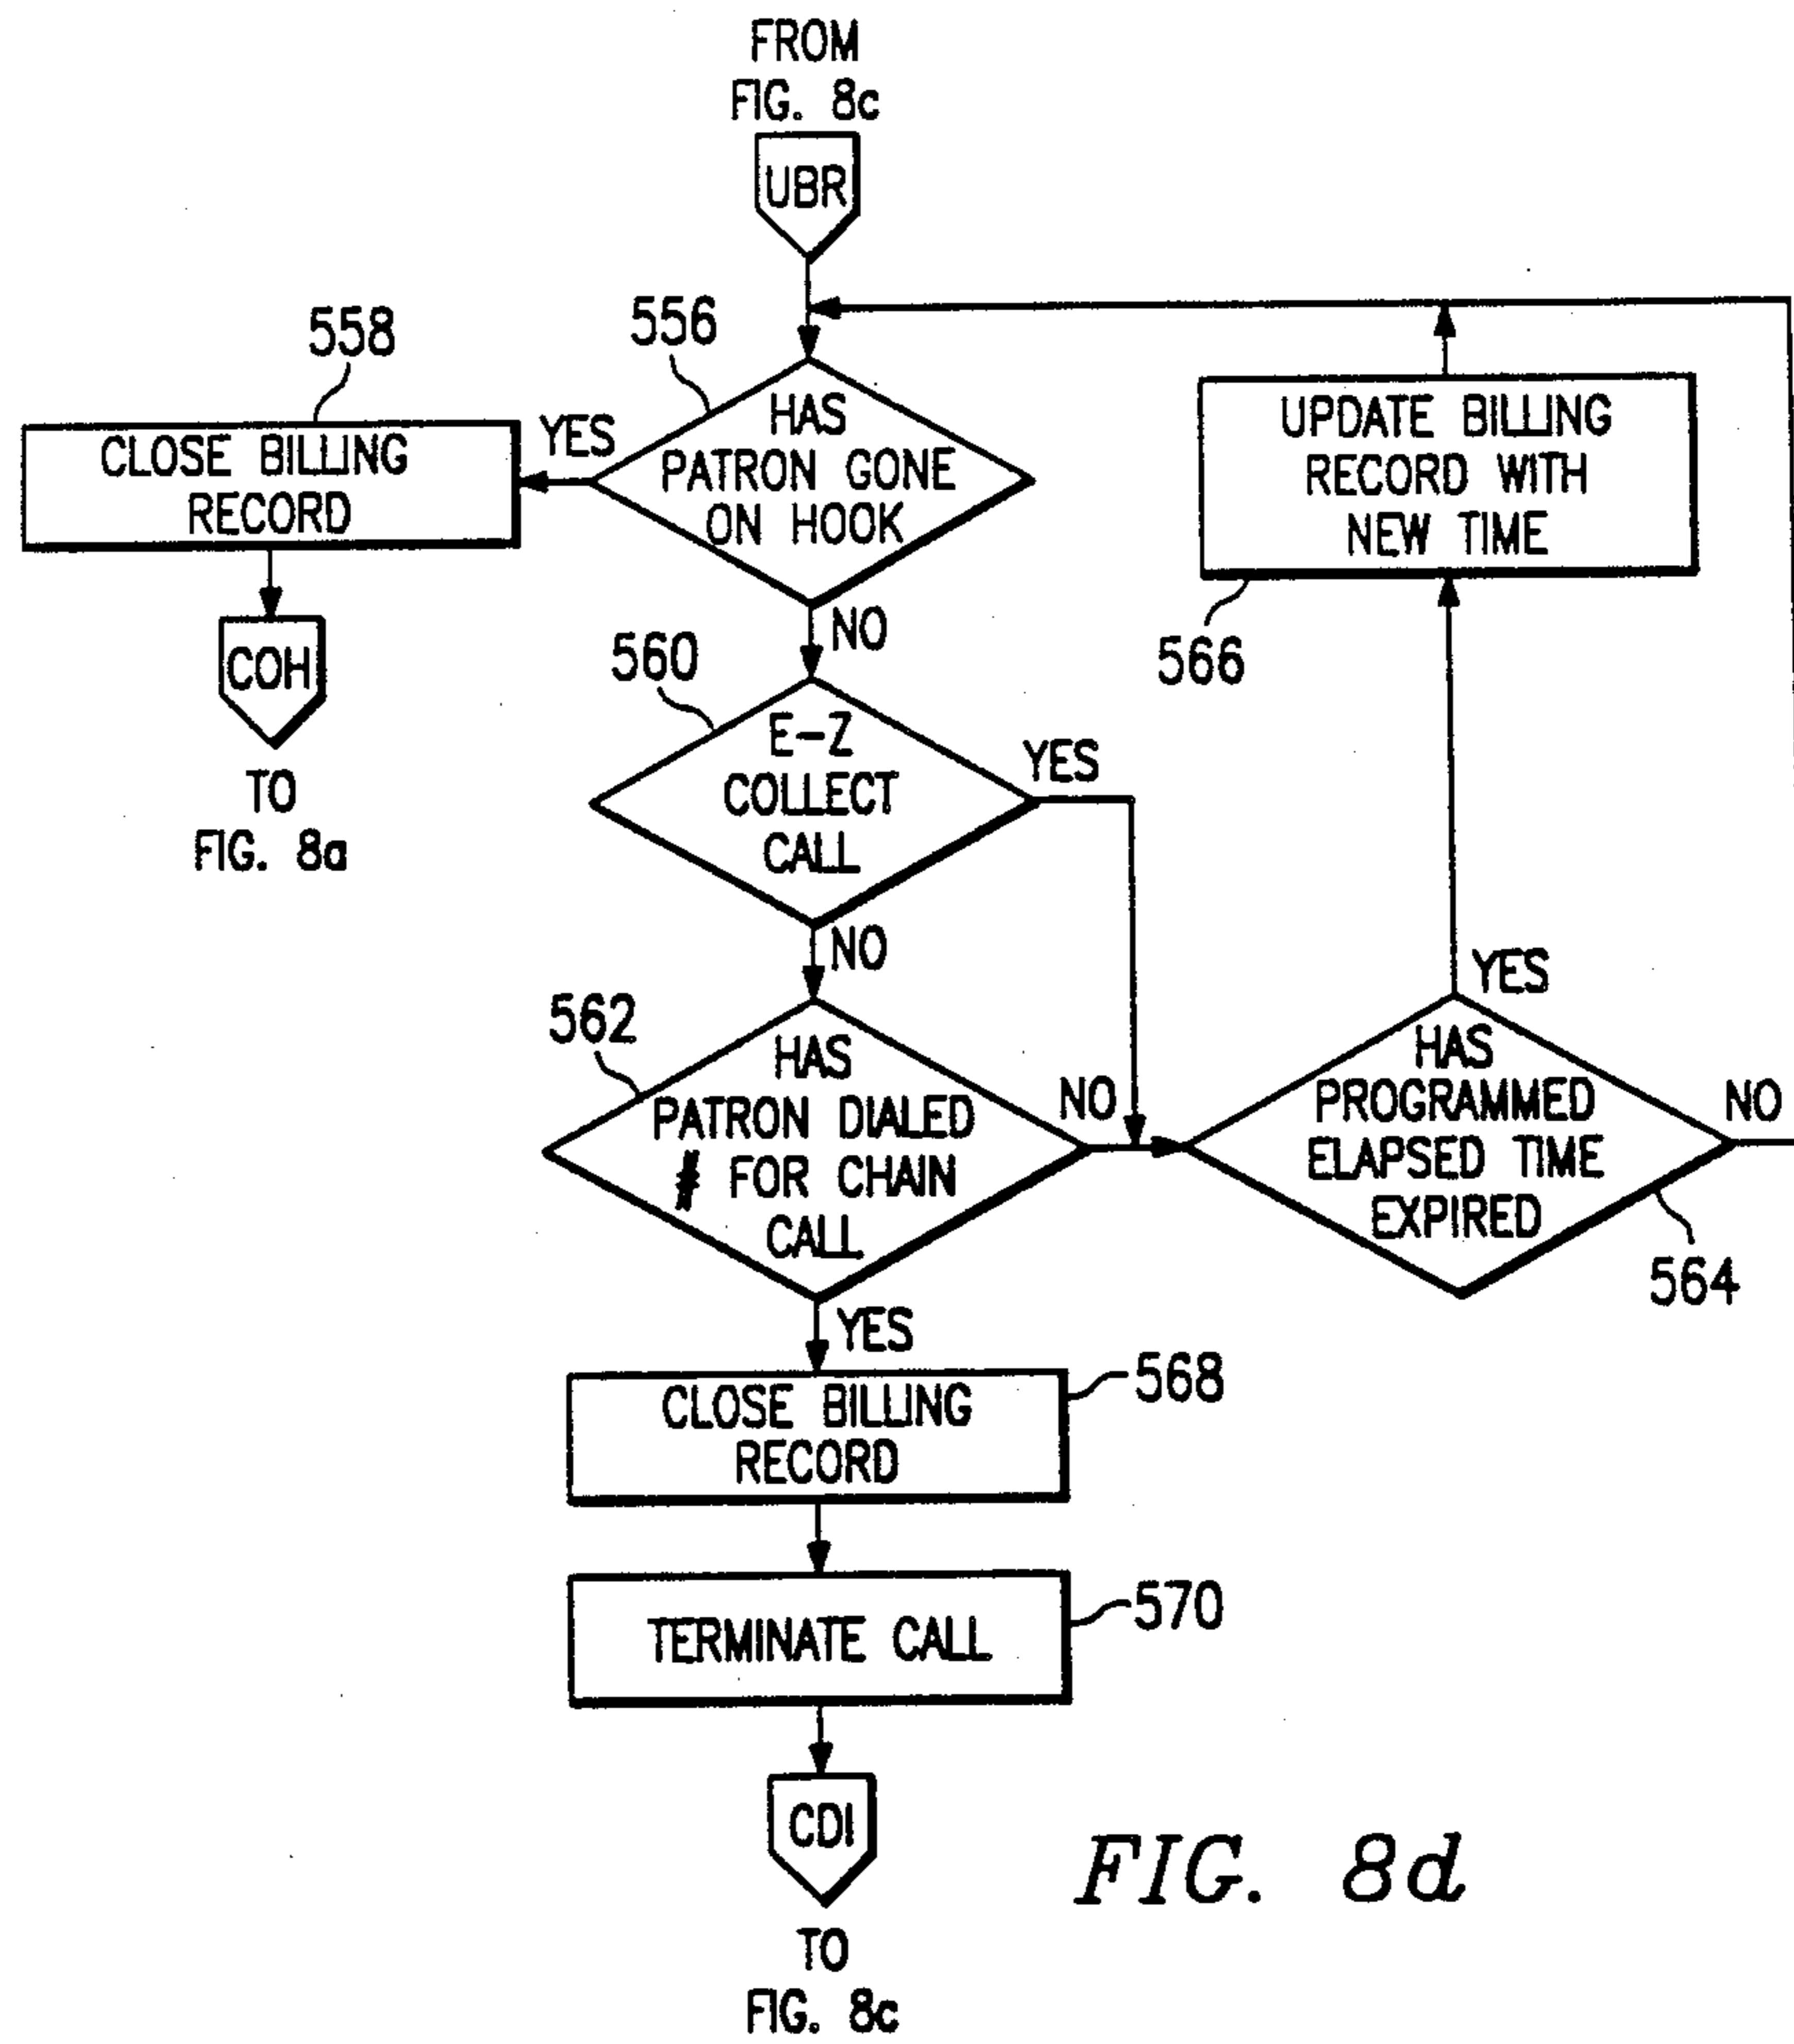 FROM
FIG. 8c
UBR
558
556
YES
CLOSE BILLING
RECORD
HAS
PATRON GONE
ON HOOK
UPDATE BILLING
RECORD WITH
NEW TIME
566
COH
TO
FIG. 8a
NO
560
E-Z
COLLECT
CALL
YES
NO
562
HAS
PATRON DIALED
# FOR CHAIN
CALL
NO
YES
HAS
PROGRAMMED
ELAPSED TIME
EXPIRED
NO
564
YES
CLOSE BILLING
RECORD
568
TERMINATE CALL
570
CDI
TO
FIG. 8c
FIG. 8d